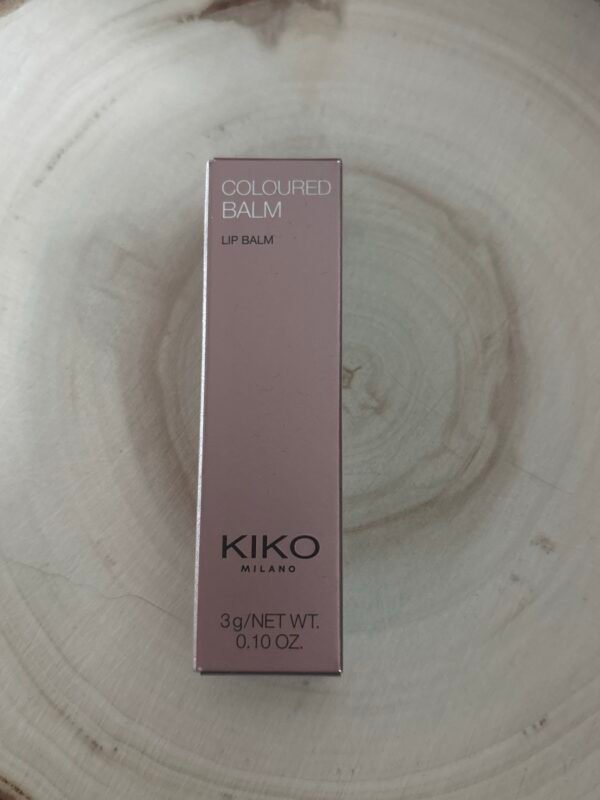 COLOURED
BALM
LIP BALM
KIKO
MILANO
3g/NET WT.
0.10 OZ.